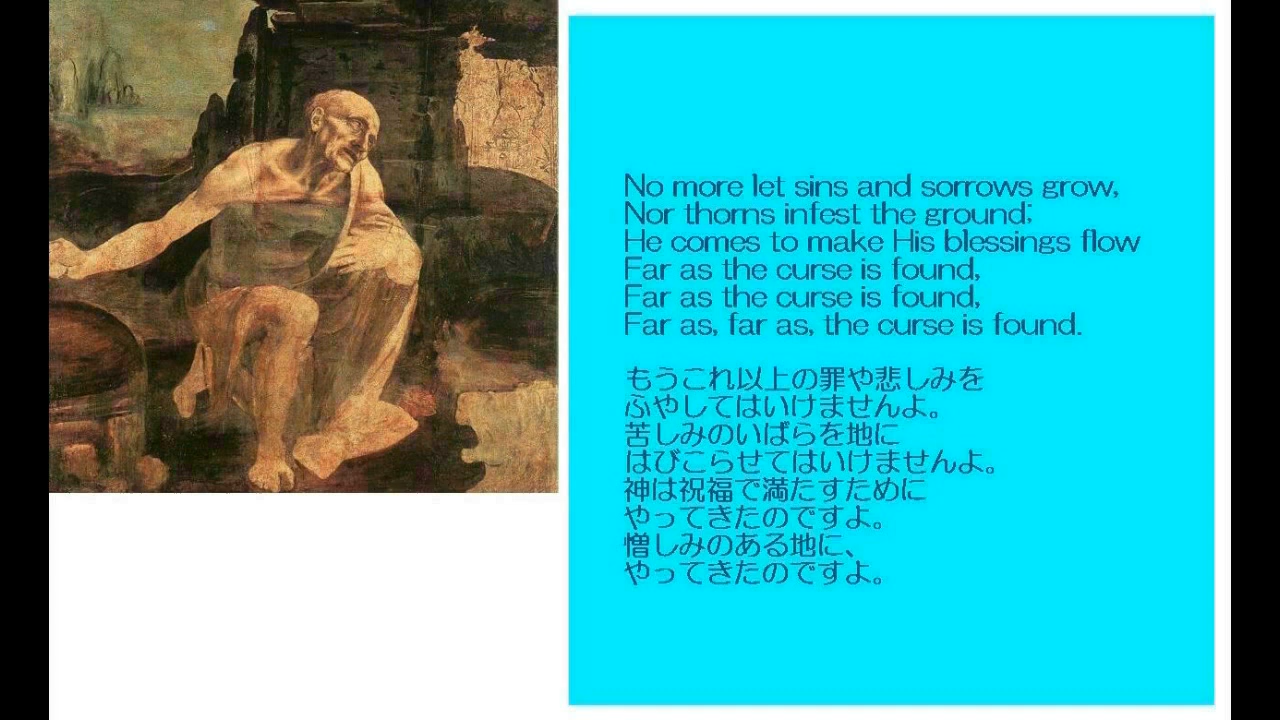 No more let sins and sorrows grow,
Nor thorns infest the ground;
He comes to make His blessings flow
Far as the curse is found,
Far as the curse is found,
Far as, far as, the curse is found.
もうこれ以上の罪や悲しみを
ふやしてはいけませんよ。
苦しみのいばらを地に
はびこらせてはいけませんよ。
神は祝福で満たすために
やってきたのですよ。
憎しみのある地に、
やってきたのですよ。